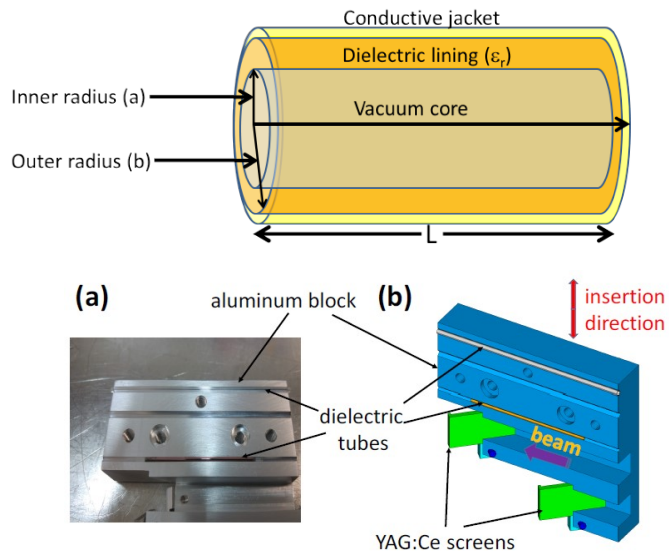 Conductive jacket
Dielectric lining (εr)
Inner radius (a)
Vacuum core
Outer radius (b)
L
(a)
aluminum block
(b)
insertion
direction
dielectric
tubes
beam
YAG:Ce screens